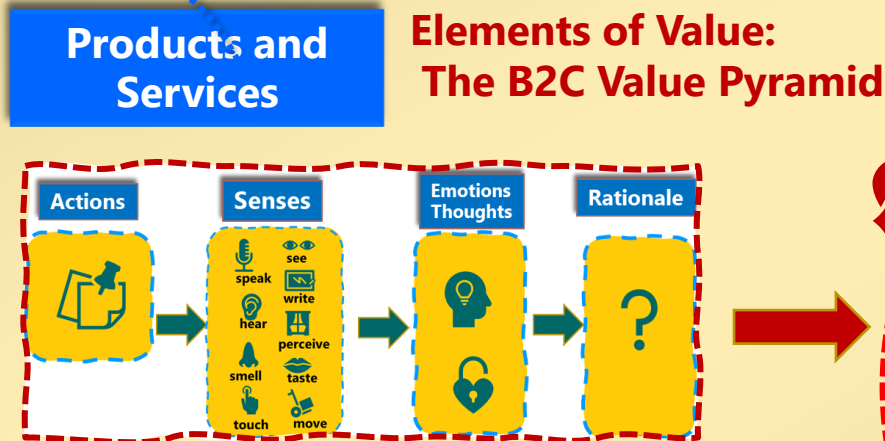 Products and
Services
Elements of Value:
The B2C Value Pyramid
Actions
Senses
Emotions
Thoughts
Rationale
speak
see
write
hear
perceive
smell
taste
touch
move
?